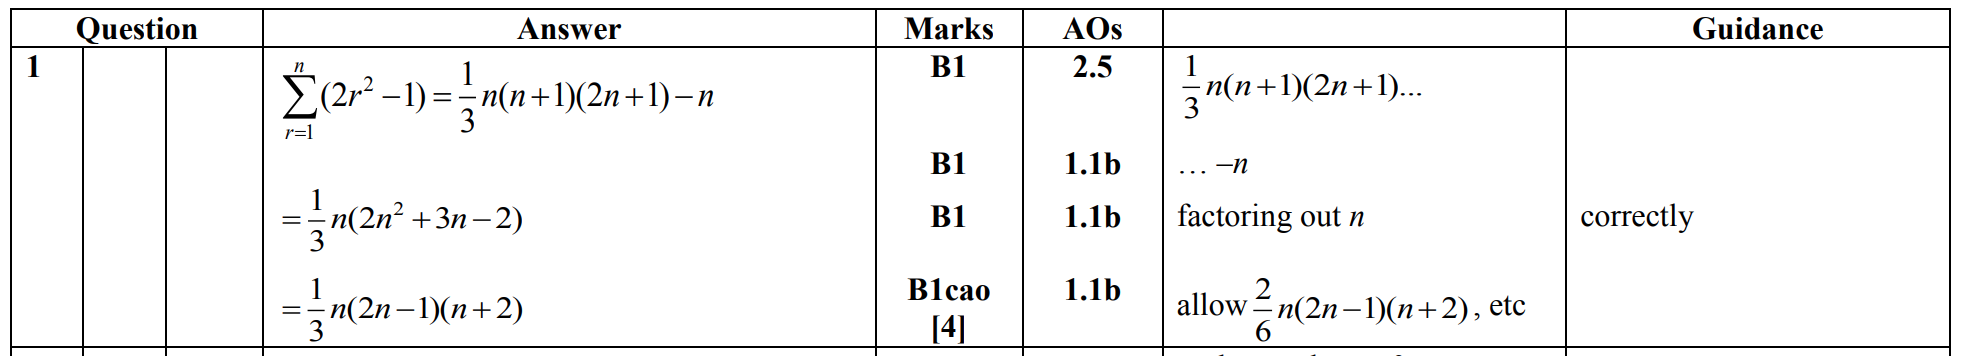 Question Answer Marks AOs Guidance
1 $\sum_{r=1}^{n}(2r^2-1)=\frac{1}{3}n(n+1)(2n+1)-n$ B1 2.5 $\frac{1}{3}n(n+1)(2n+1)...$
B1 1.1b … –n
$=\frac{1}{3}n(2n^2+3n-2)$ B1 1.1b factoring out n correctly
$=\frac{1}{3}n(2n-1)(n+2)$ B1cao 1.1b allow $\frac{2}{6}n(2n-1)(n+2)$, etc
[4]